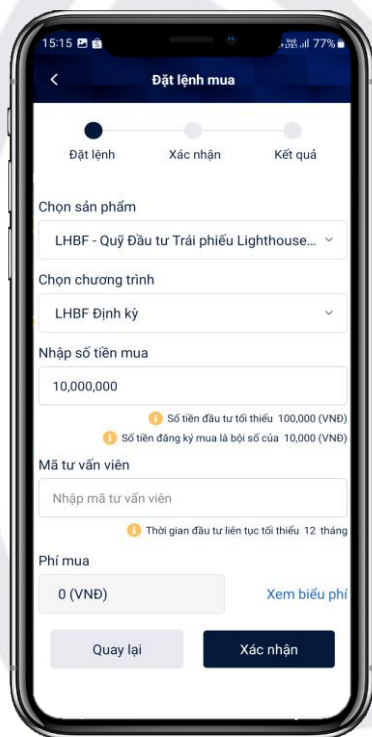 15:15
77%
Đặt lệnh mua
Đặt lệnh
Xác nhận
Kết quả
Chọn sản phẩm
LHBF - Quỹ Đầu tư Trái phiếu Lighthouse...
Chọn chương trình
LHBF Định kỳ
Nhập số tiền mua
10,000,000
Số tiền đầu tư tối thiểu 100,000 (VNĐ)
Số tiền đăng ký mua là bội số của 10,000 (VNĐ)
Mã tư vấn viên
Nhập mã tư vấn viên
Thời gian đầu tư liên tục tối thiểu 12 tháng
Phí mua
0 (VNĐ)
Xem biểu phí
Quay lại
Xác nhận